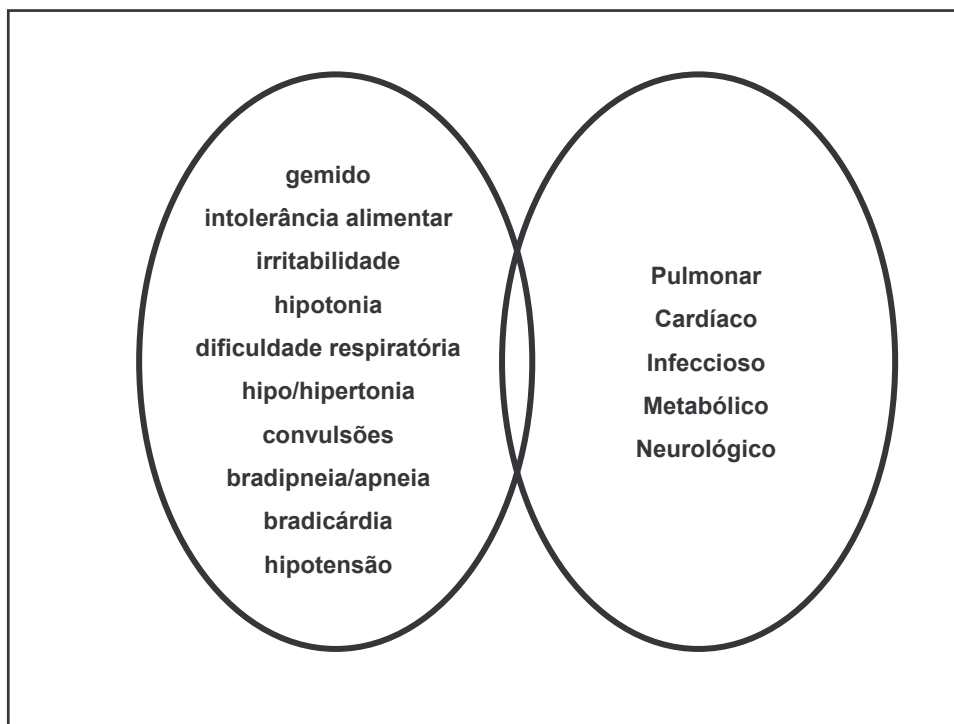 gemido
intolerância alimentar
irritabilidade
hipotonia
dificuldade respiratória
hipo/hipertonia
convulsões
bradipneia/apneia
bradicárdia
hipotensão
Pulmonar
Cardíaco
Infeccioso
Metabólico
Neurológico